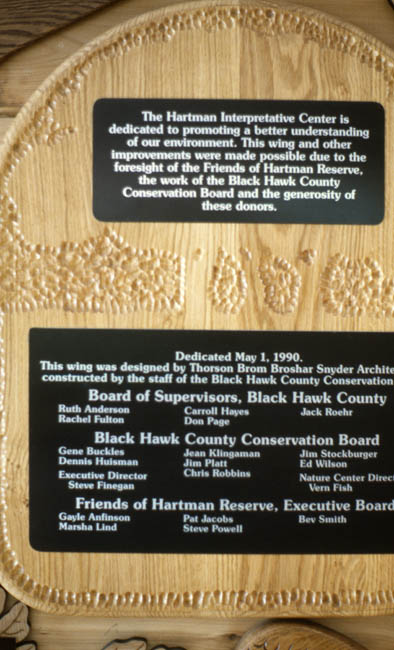 The Hartman Interpretative Center is
dedicated to promoting a better understanding
of our environment. This wing and other
improvements were made possible due to the
foresight of the Friends of Hartman Reserve,
the work of the Black Hawk County
Conservation Board and the generosity of
these donors.
Dedicated May 1, 1990.
This wing was designed by Thorson Brom Broshar Snyder Archite
constructed by the staff of the Black Hawk County Conservation
Board of Supervisors, Black Hawk County
Ruth Anderson Carroll Hayes Jack Roehr
Rachel Fulton Don Page
Black Hawk County Conservation Board
Gene Buckles Jean Klingaman Jim Stockburger
Dennis Huisman Jim Platt Ed Wilson
Executive Director Chris Robbins Nature Center Direc
Steve Finegan Vern Fish
Friends of Hartman Reserve, Executive Board
Gayle Anfinson Pat Jacobs Bev Smith
Marsha Lind Steve Powell